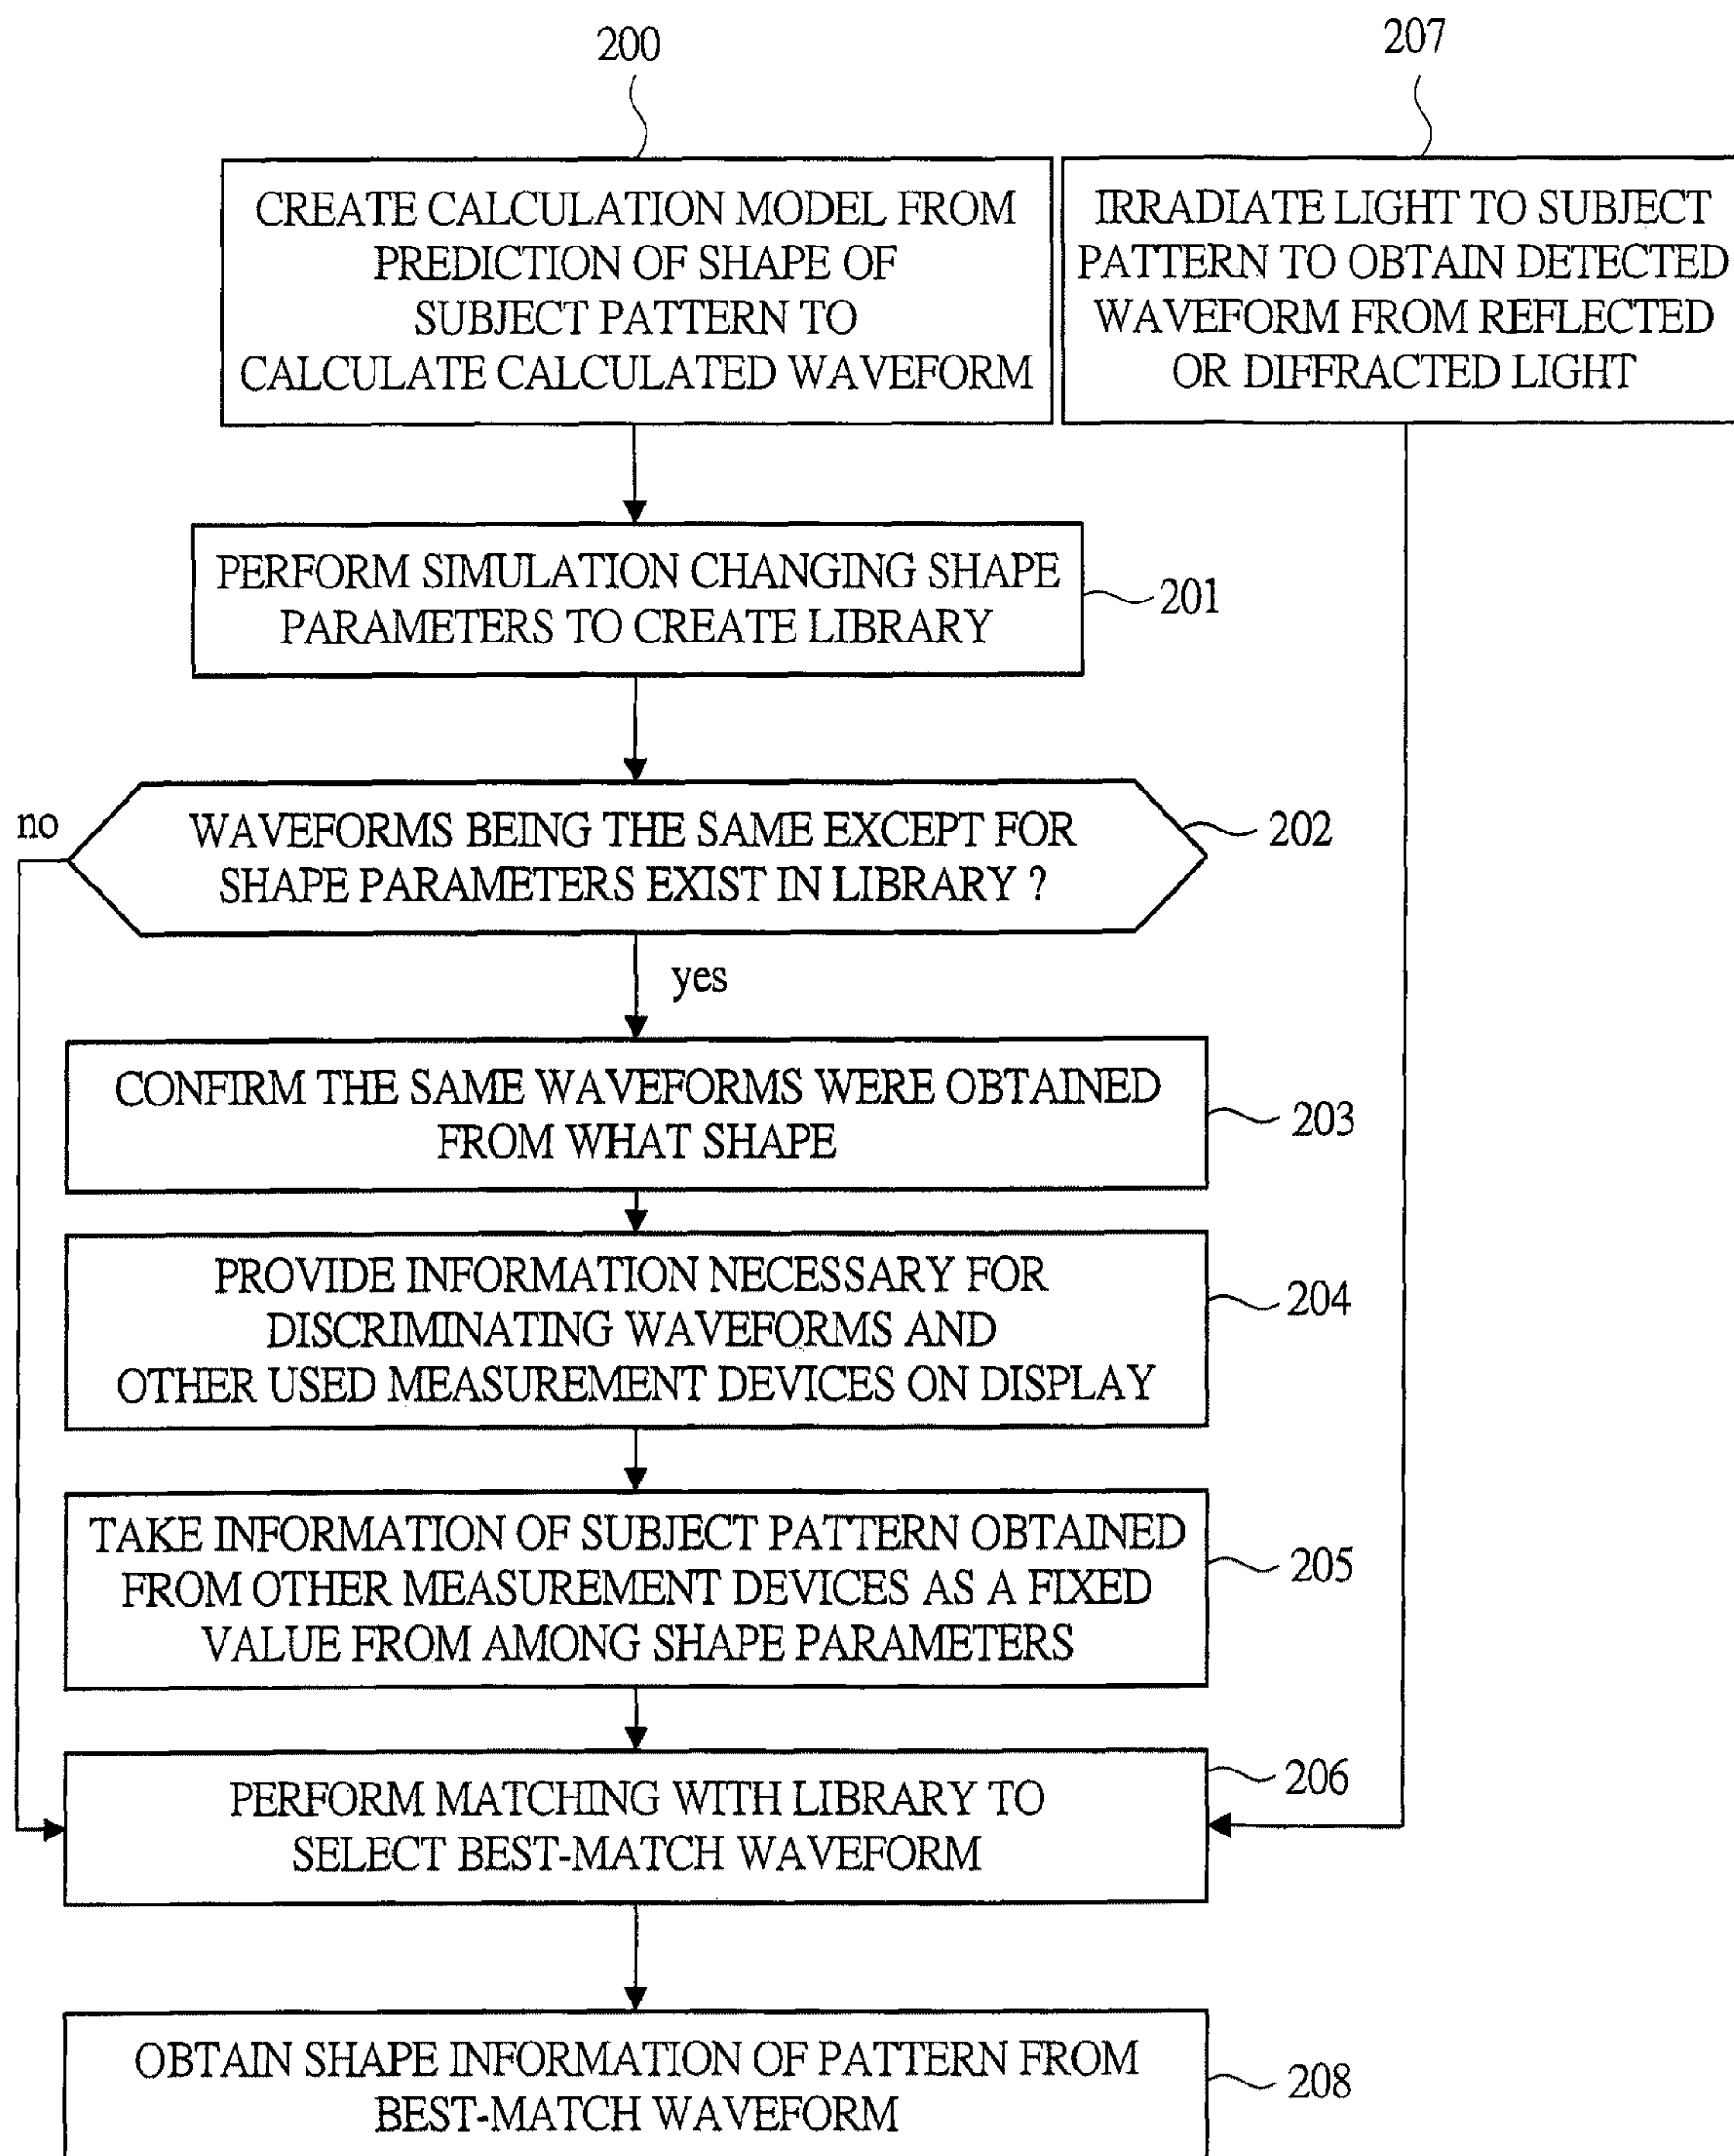 200
207
CREATE CALCULATION MODEL FROM
PREDICTION OF SHAPE OF
SUBJECT PATTERN TO
CALCULATE CALCULATED WAVEFORM
IRRADIATE LIGHT TO SUBJECT
PATTERN TO OBTAIN DETECTED
WAVEFORM FROM REFLECTED
OR DIFFRACTED LIGHT
PERFORM SIMULATION CHANGING SHAPE
PARAMETERS TO CREATE LIBRARY
201
no
WAVEFORMS BEING THE SAME EXCEPT FOR
SHAPE PARAMETERS EXIST IN LIBRARY ?
202
yes
CONFIRM THE SAME WAVEFORMS WERE OBTAINED
FROM WHAT SHAPE
203
PROVIDE INFORMATION NECESSARY FOR
DISCRIMINATING WAVEFORMS AND
OTHER USED MEASUREMENT DEVICES ON DISPLAY
204
TAKE INFORMATION OF SUBJECT PATTERN OBTAINED
FROM OTHER MEASUREMENT DEVICES AS A FIXED
VALUE FROM AMONG SHAPE PARAMETERS
205
PERFORM MATCHING WITH LIBRARY TO
SELECT BEST-MATCH WAVEFORM
206
OBTAIN SHAPE INFORMATION OF PATTERN FROM
BEST-MATCH WAVEFORM
208